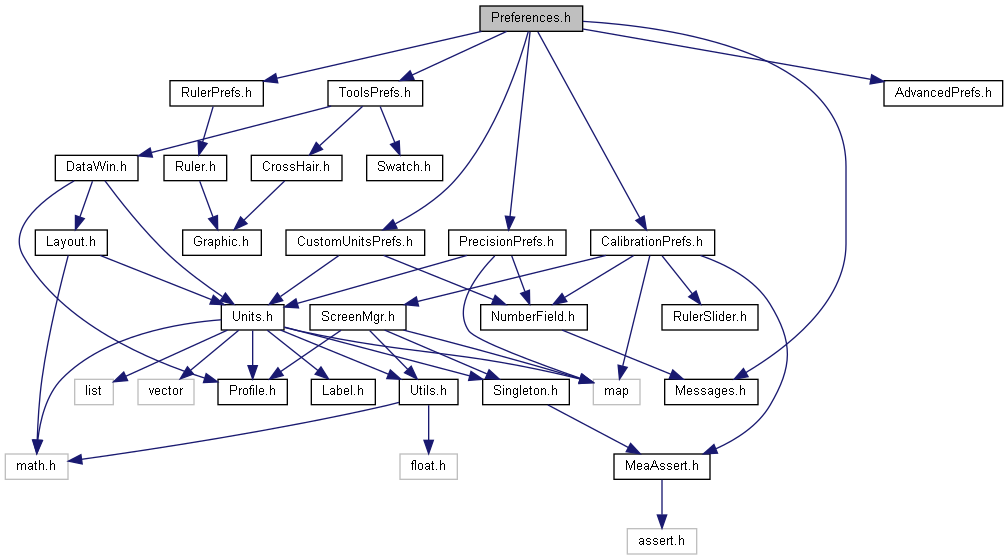 Preferences.h
RulerPrefs.h
ToolsPrefs.h
AdvancedPrefs.h
DataWin.h
Ruler.h
CrossHair.h
Swatch.h
Layout.h
Graphic.h
CustomUnitsPrefs.h
PrecisionPrefs.h
CalibrationPrefs.h
Units.h
ScreenMgr.h
NumberField.h
RulerSlider.h
list
vector
Profile.h
Label.h
Utils.h
Singleton.h
map
Messages.h
math.h
float.h
MeaAssert.h
assert.h